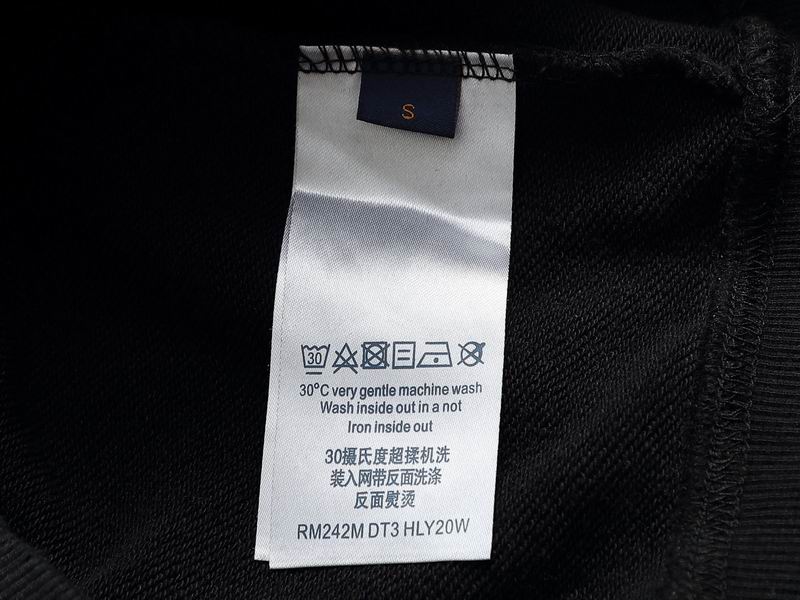 S
30
30°C very gentle machine wash
Wash inside out in a not
Iron inside out
30摄氏度超揉机洗
装入网带反面洗涤
反面熨烫
RM242M DT3 HLY20W